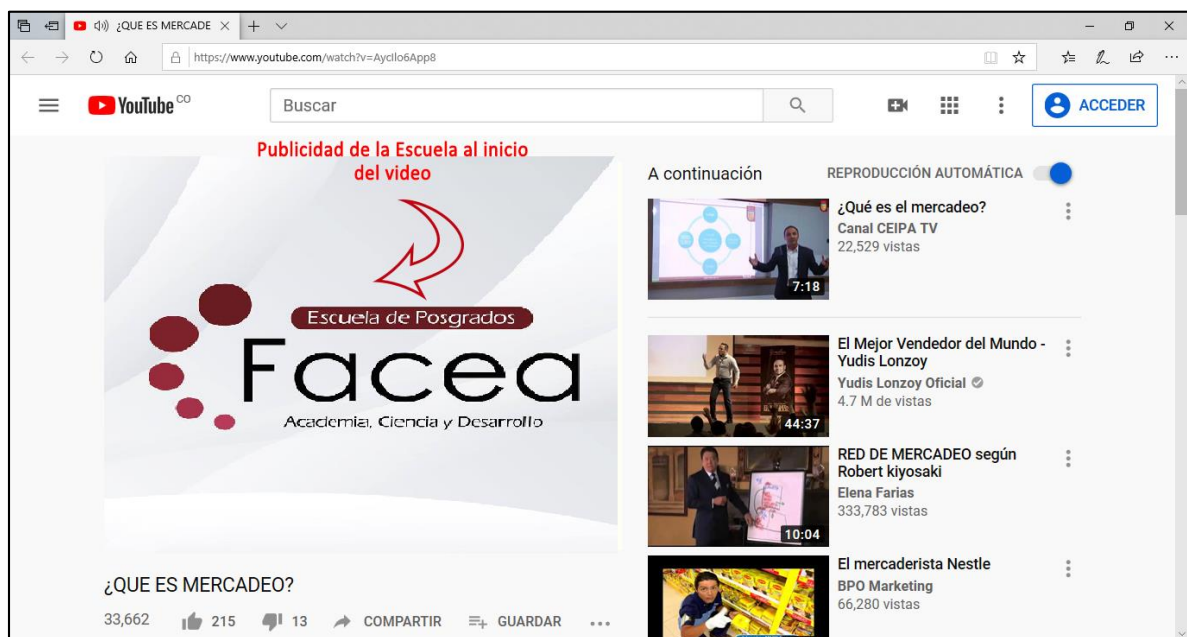 ¿QUE ES MERCADE
https://www.youtube.com/watch?v=Aycllo6App8
YouTube CO
Buscar
ACCEDER
Publicidad de la Escuela al inicio
del video
Escuela de Posgrados
Facea
Academia, Ciencia y Desarrollo
¿QUE ES MERCADEO?
33,662
215
13
COMPARTIR
GUARDAR
A continuación
REPRODUCCIÓN AUTOMÁTICA
7:18
¿Qué es el mercadeo?
Canal CEIPA TV
22,529 vistas
44:37
El Mejor Vendedor del Mundo -
Yudis Lonzoy
Yudis Lonzoy Oficial
4.7 M de vistas
10:04
RED DE MERCADEO según
Robert kiyosaki
Elena Farias
333,783 vistas
El mercaderista Nestle
BPO Marketing
66,280 vistas